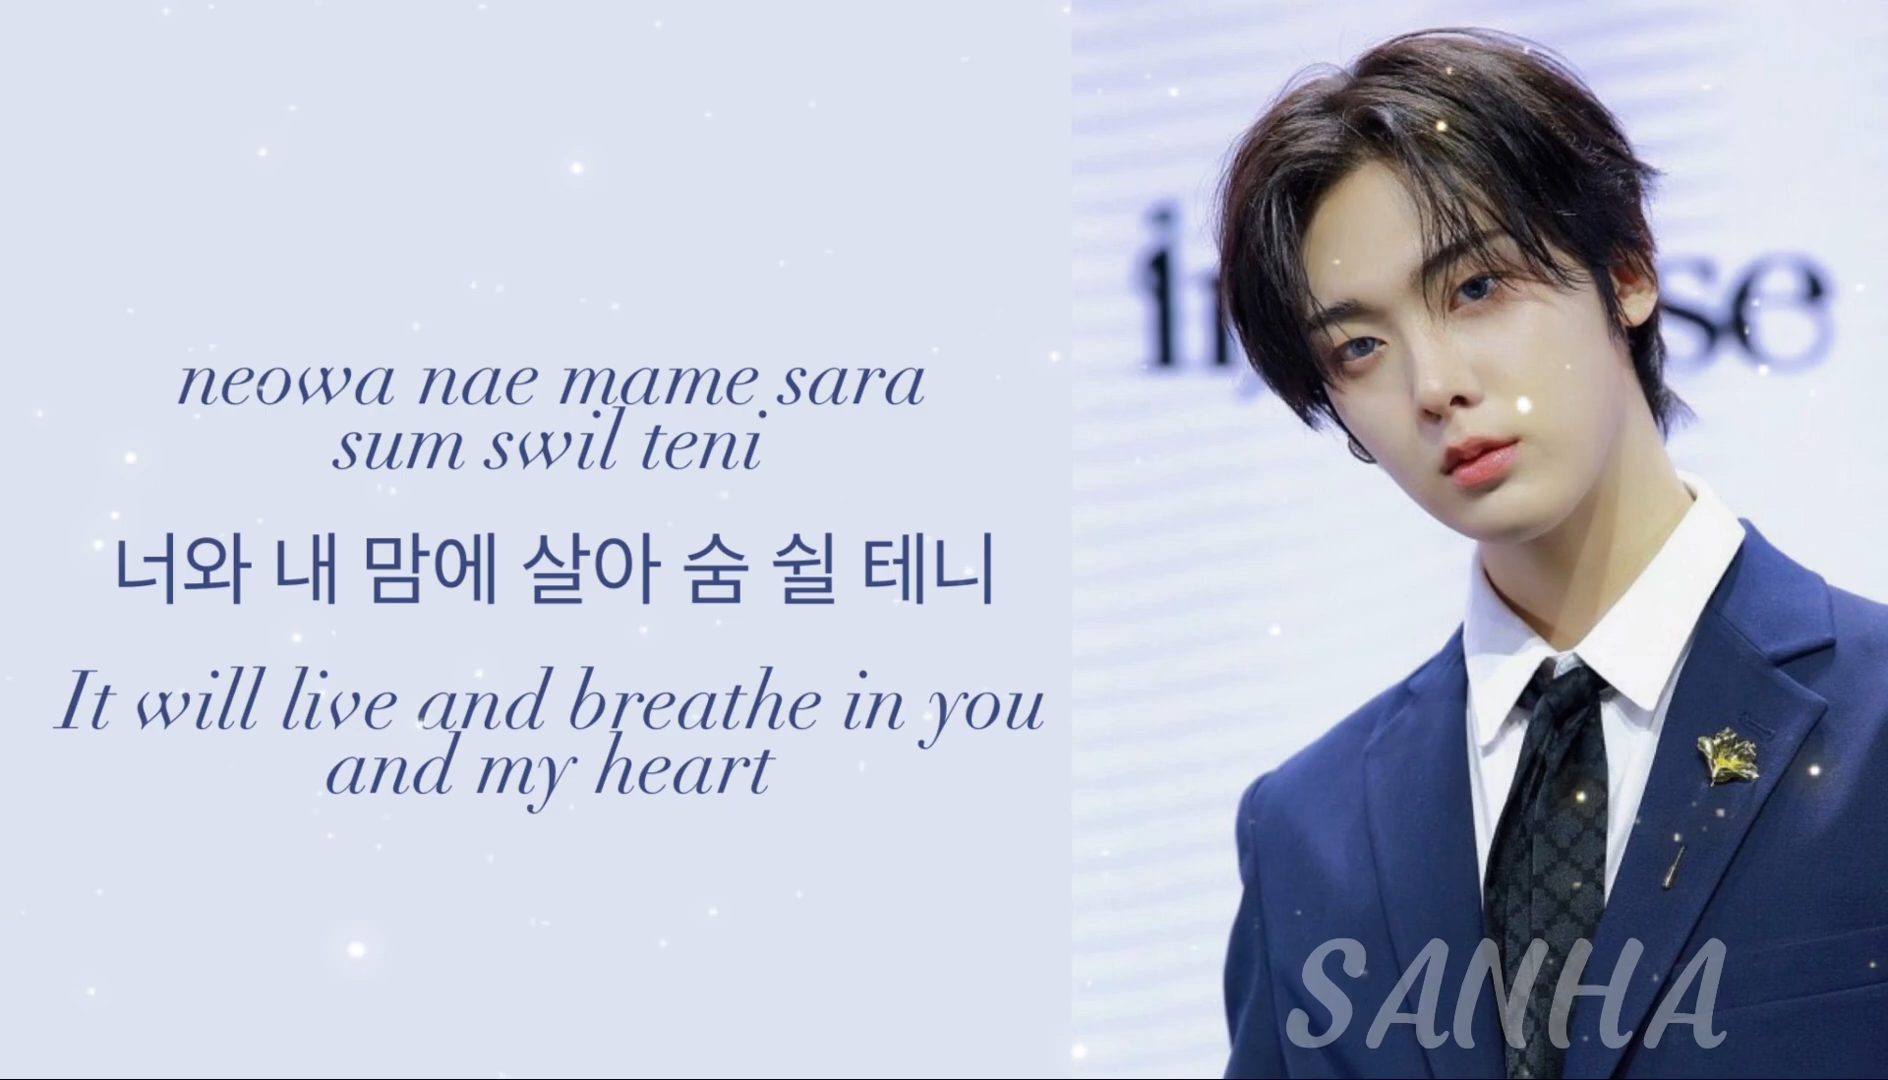 neowa nae mame sara
sum swil teni
너와 내 맘에 살아 숨 쉴 테니
It will live and breathe in you
and my heart
SANHA